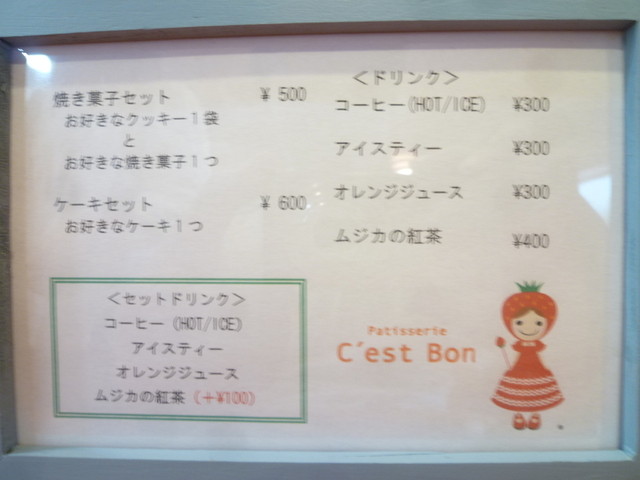 焼き菓子セット ¥ 500
お好きなクッキー1袋
と
お好きな焼き菓子1つ
ケーキセット ¥ 600
お好きなケーキ1つ
＜セットドリンク＞
コーヒー(HOT/ICE)
アイスティー
オレンジジュース
ムジカの紅茶(＋¥100)
＜ドリンク＞
コーヒー(HOT/ICE) ¥300
アイスティー ¥300
オレンジジュース ¥300
ムジカの紅茶 ¥400
Patisserie
C'est Bon